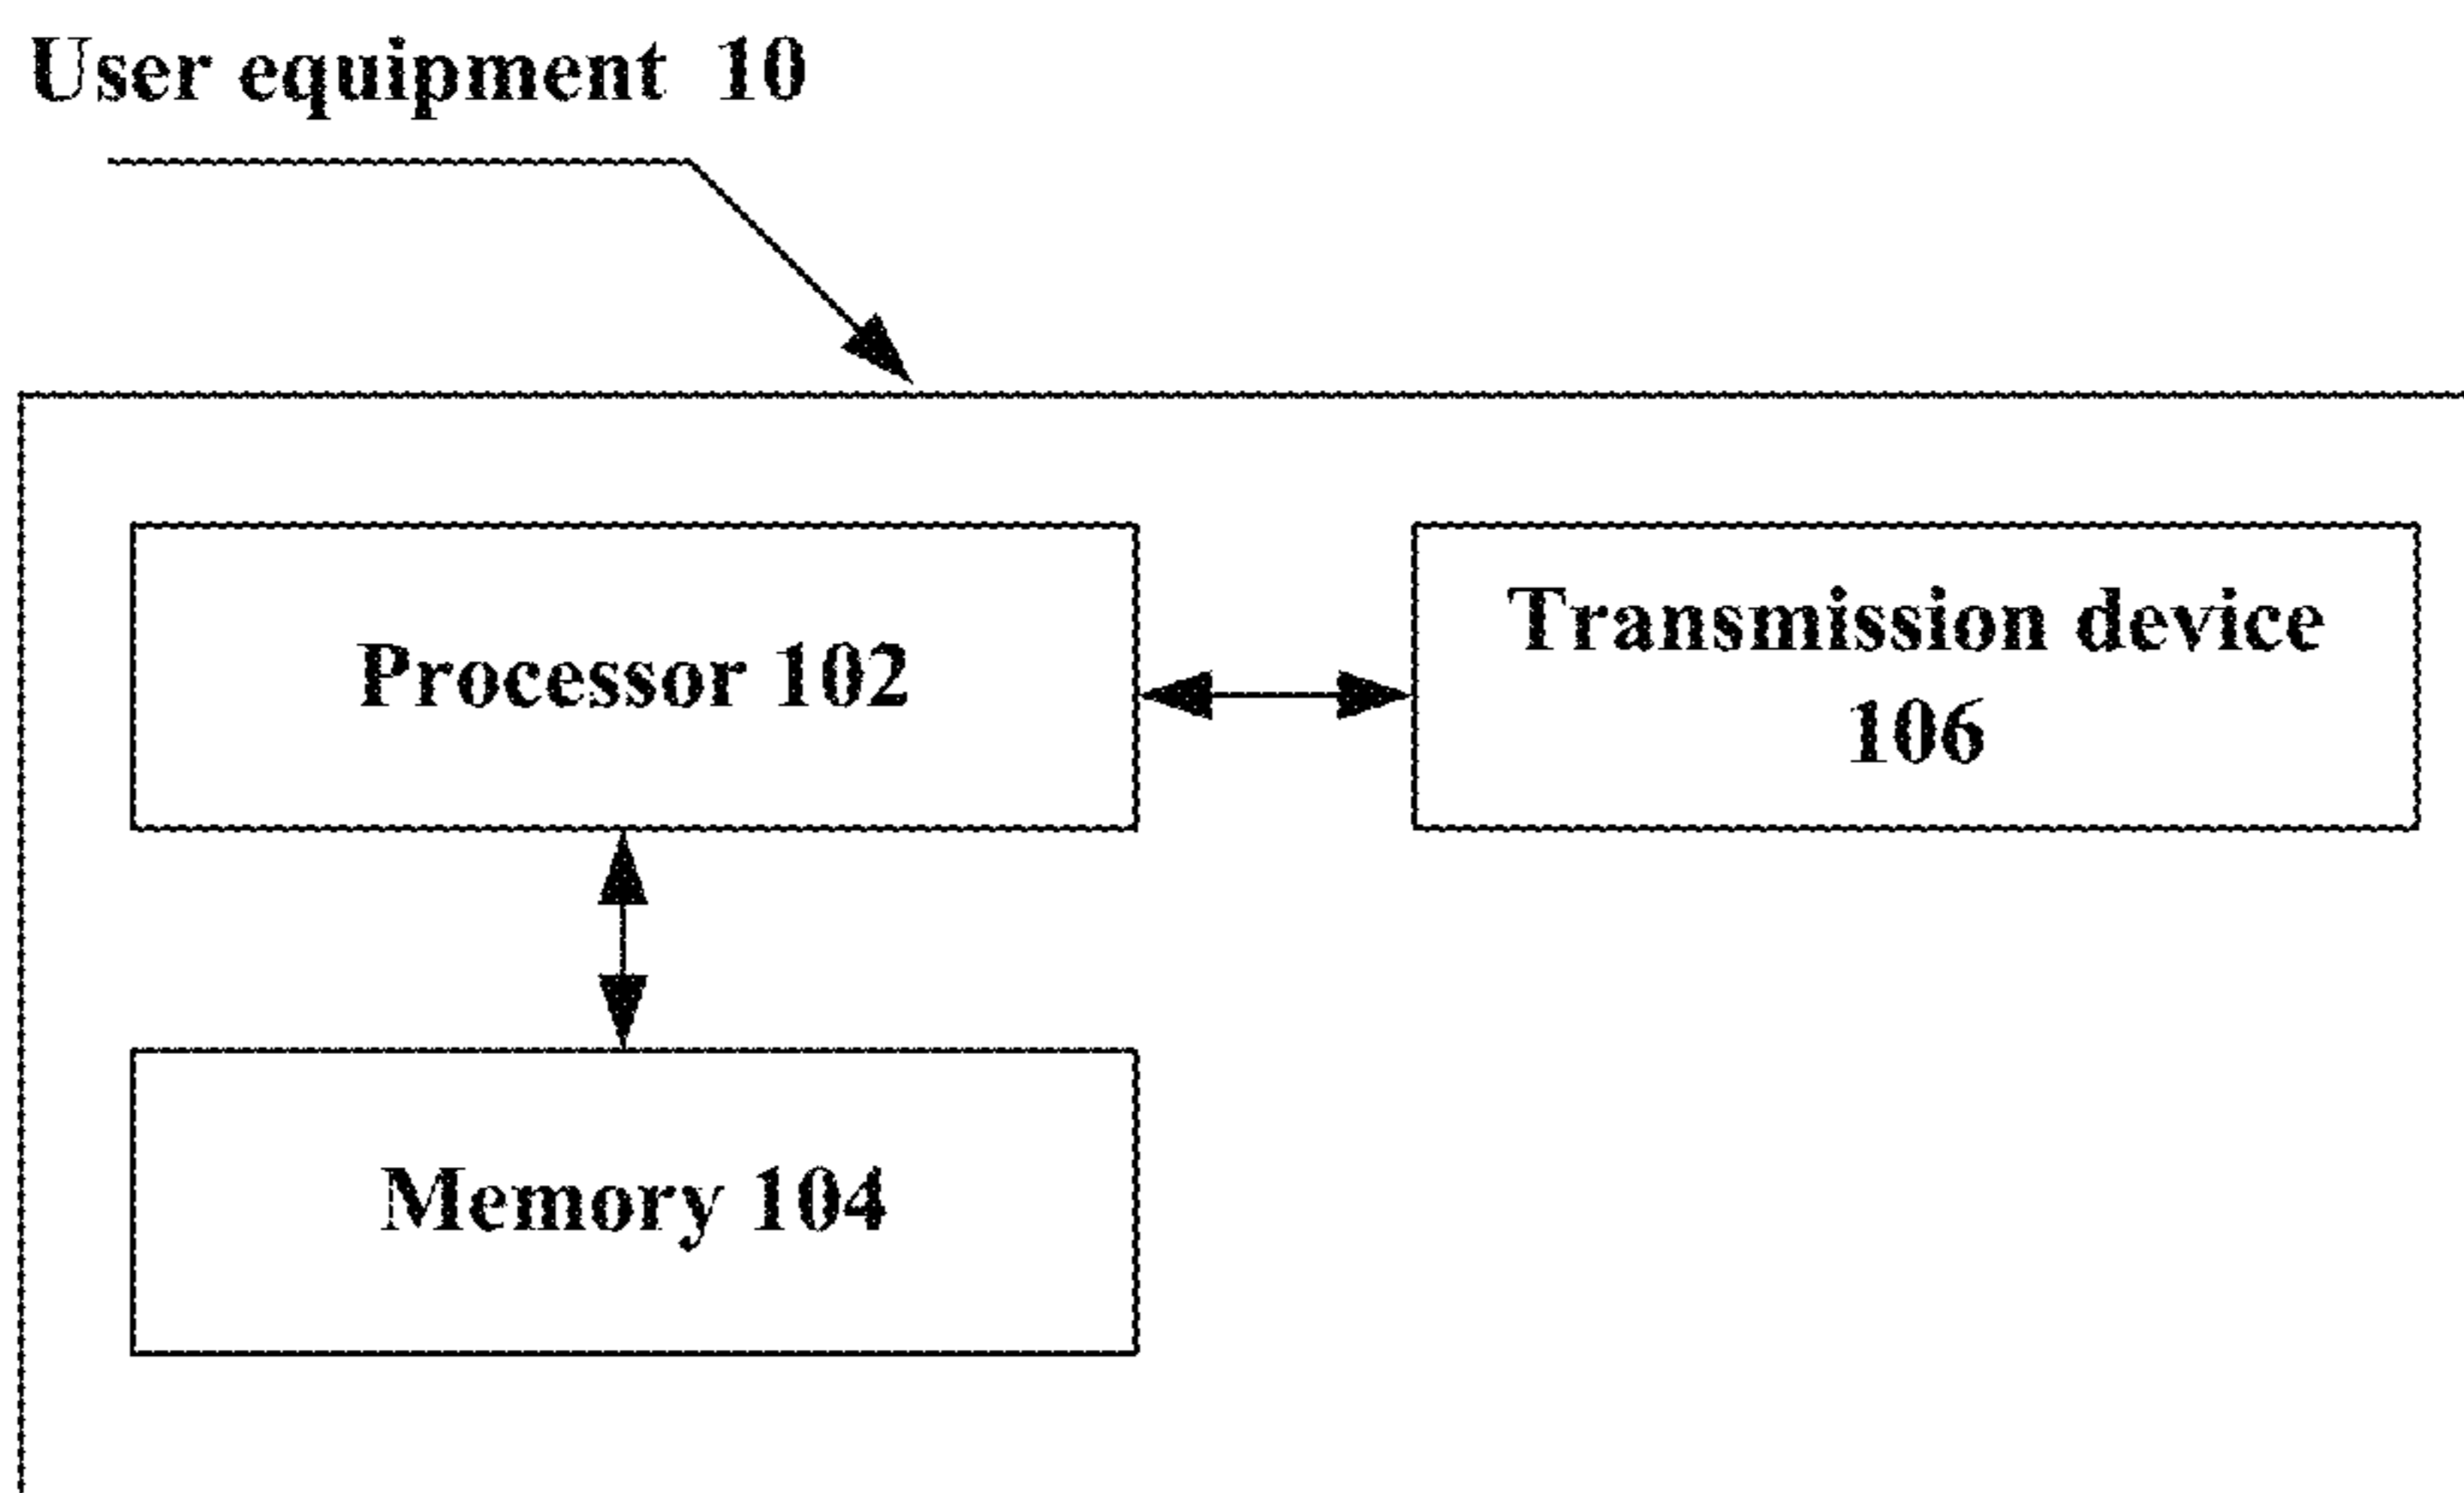 User equipment 10
Processor 102
Transmission device
106
Memory 104